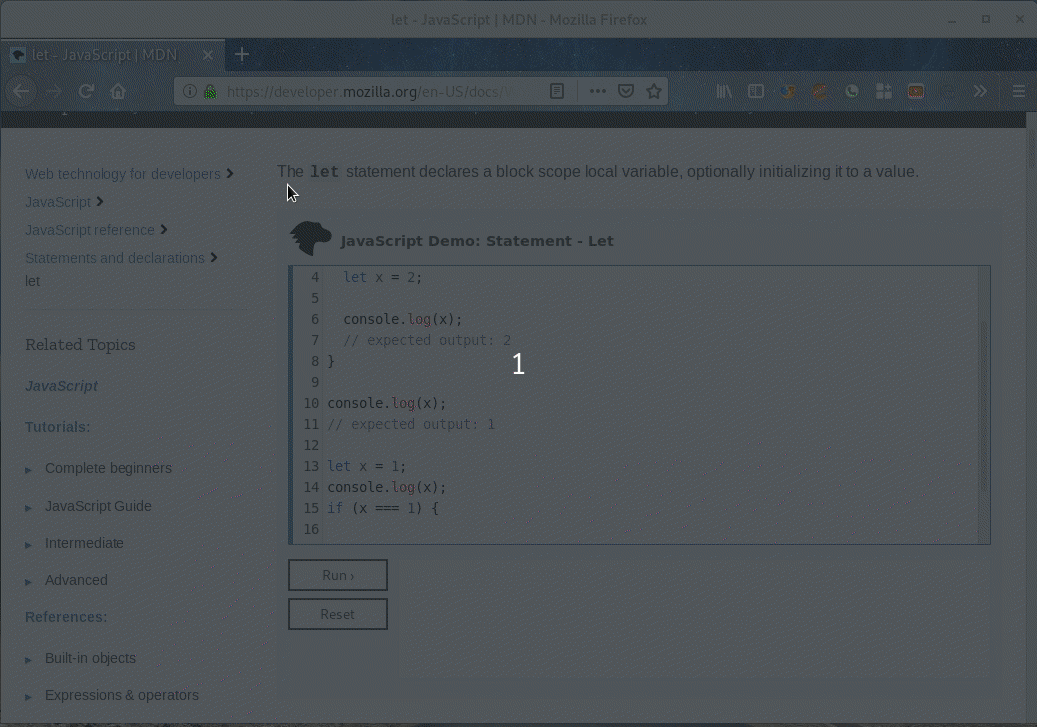 let - JavaScript | MDN - Mozilla Firefox
let - JavaScript | MDN
https://developer.mozilla.org/en-US/docs/
The let statement declares a block scope local variable, optionally initializing it to a value.
Web technology for developers
JavaScript
JavaScript reference
Statements and declarations
let
Related Topics
JavaScript
Tutorials:
Complete beginners
JavaScript Guide
Intermediate
Advanced
References:
Built-in objects
Expressions & operators
JavaScript Demo: Statement - Let
4 let x = 2;
5
6 console.log(x);
7 // expected output: 2
8 }
9
10 console.log(x);
11 // expected output: 1
12
13 let x = 1;
14 console.log(x);
15 if (x === 1) {
16
1
Run ›
Reset